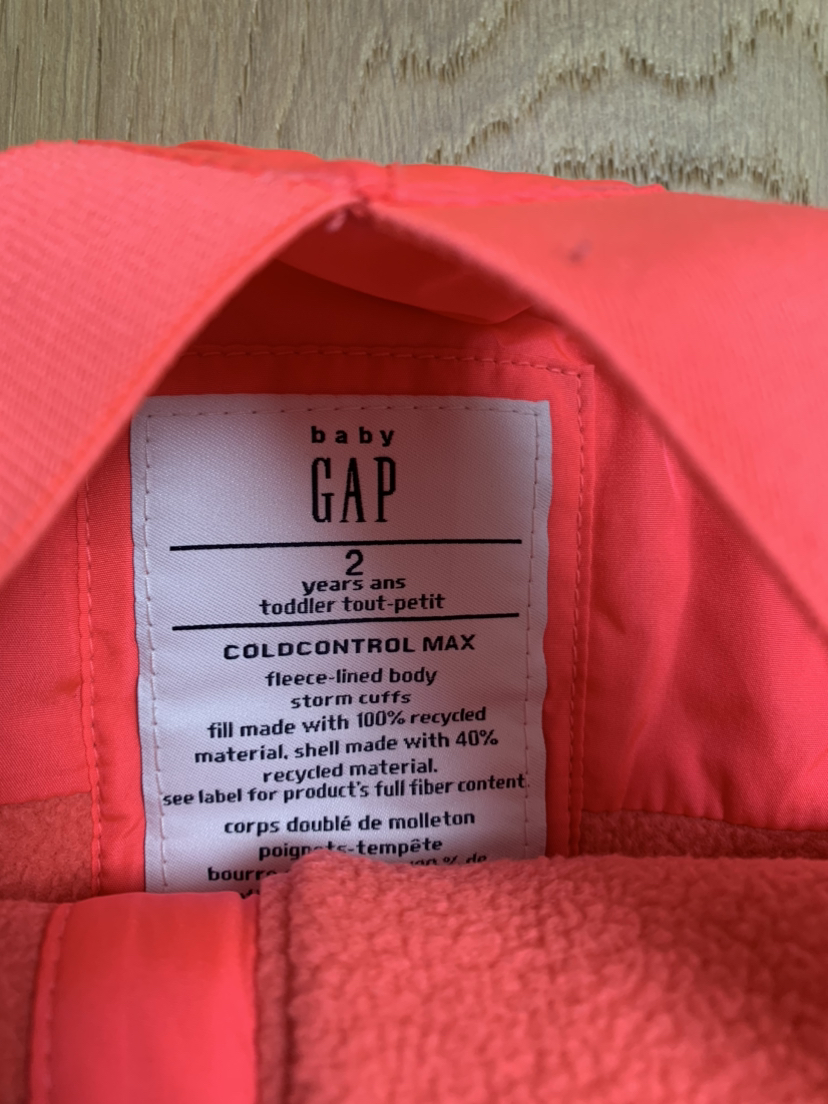 baby
GAP
2
years ans
toddler tout-petit
COLDCONTROL MAX
fleece-lined body
storm cuffs
fill made with 100% recycled
material, shell made with 40%
recycled material.
see label for product's full fiber content.
corps doublé de molleton
% de